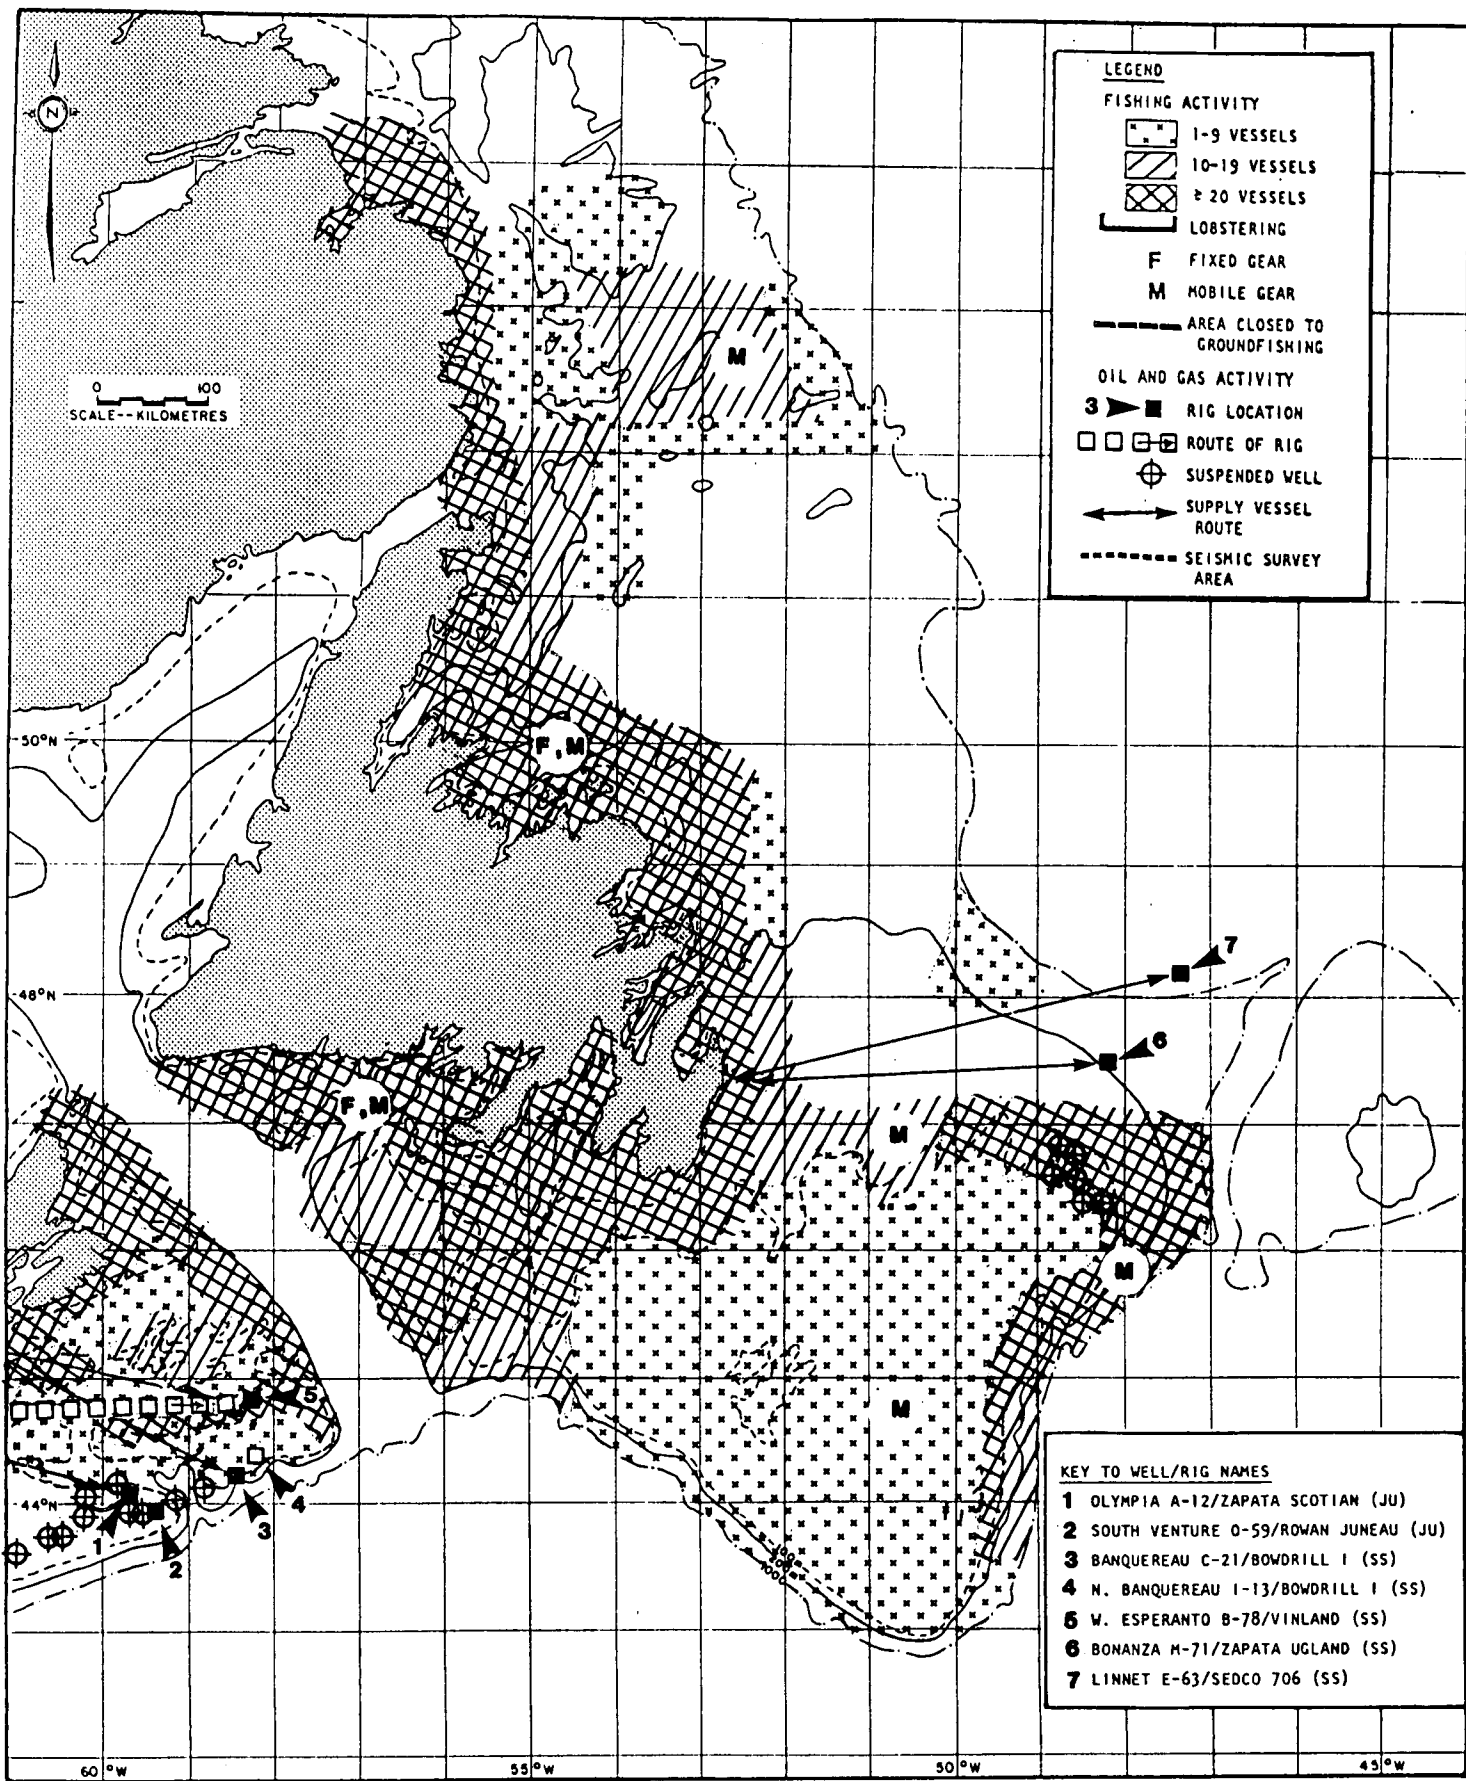 N
LEGEND
FISHING ACTIVITY
1-9 VESSELS
10-19 VESSELS
≥ 20 VESSELS
LOBSTERING
F FIXED GEAR
M MOBILE GEAR
AREA CLOSED TO
GROUNDFISHING
OIL AND GAS ACTIVITY
3 RIG LOCATION
ROUTE OF RIG
SUSPENDED WELL
SUPPLY VESSEL
ROUTE
SEISMIC SURVEY
AREA
M
0 100
SCALE--KILOMETRES
50°N
F,M
7
48°N
6
F,M
M
M
5
M
44°N
4
3
1
2
1000
KEY TO WELL/RIG NAMES
1 OLYMPIA A-12/ZAPATA SCOTIAN (JU)
2 SOUTH VENTURE O-59/ROWAN JUNEAU (JU)
3 BANQUEREAU C-21/BOWDRILL I (SS)
4 N. BANQUEREAU I-13/BOWDRILL I (SS)
5 W. ESPERANTO B-78/VINLAND (SS)
6 BONANZA M-71/ZAPATA UGLAND (SS)
7 LINNET E-63/SEDCO 706 (SS)
60°W
55°W
50°W
45°W